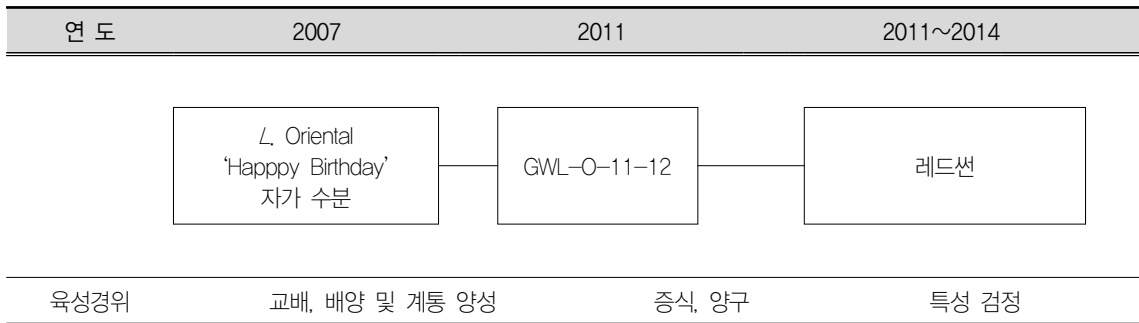 연 도 2007 2011 2011~2014
L. Oriental
‘Happpy Birthday’
자가 수분
GWL-O-11-12
레드썬
육성경위 교배, 배양 및 계통 양성 증식, 양구 특성 검정